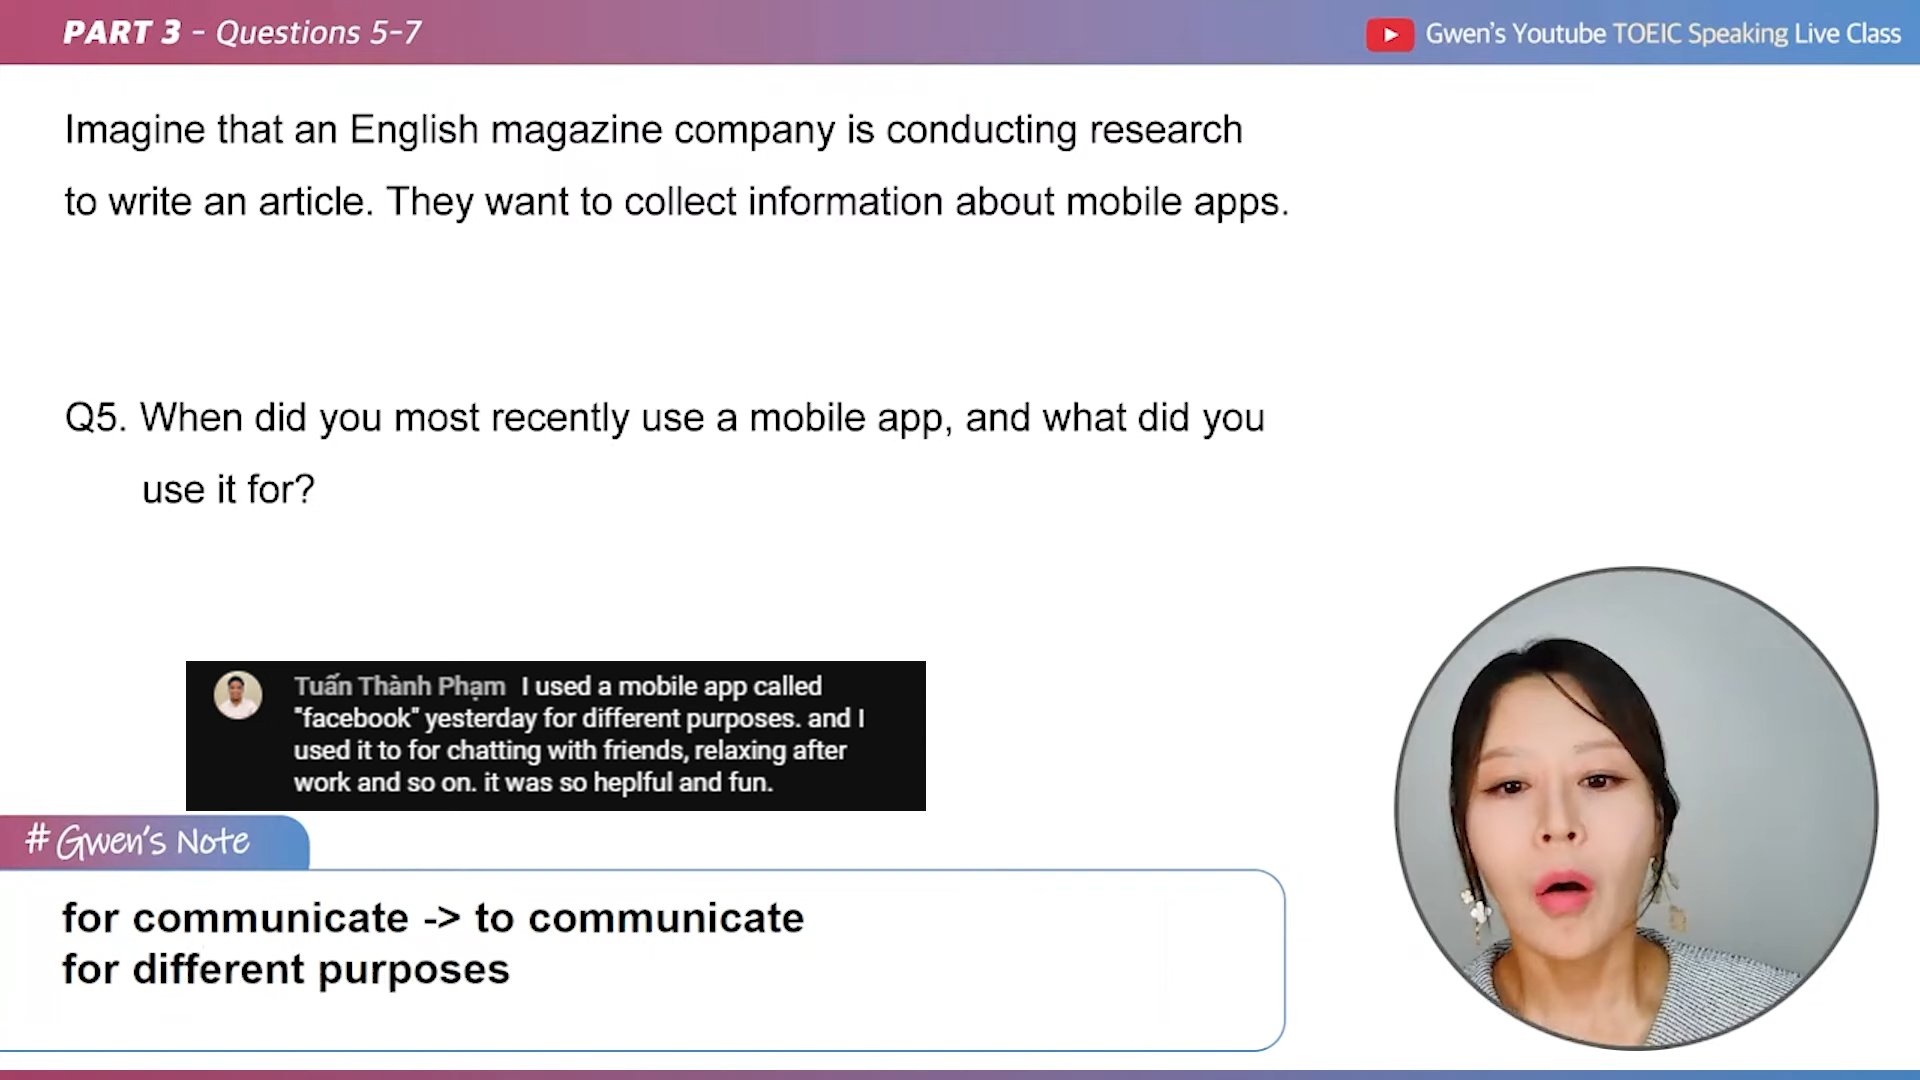 PART 3 - Questions 5-7
Gwen's Youtube TOEIC Speaking Live Class
Imagine that an English magazine company is conducting research
to write an article. They want to collect information about mobile apps.
Q5. When did you most recently use a mobile app, and what did you
use it for?
Tuấn Thành Phạm I used a mobile app called
"facebook" yesterday for different purposes. and I
used it to for chatting with friends, relaxing after
work and so on. it was so heplful and fun.
# Gwen's Note
for communicate -> to communicate
for different purposes